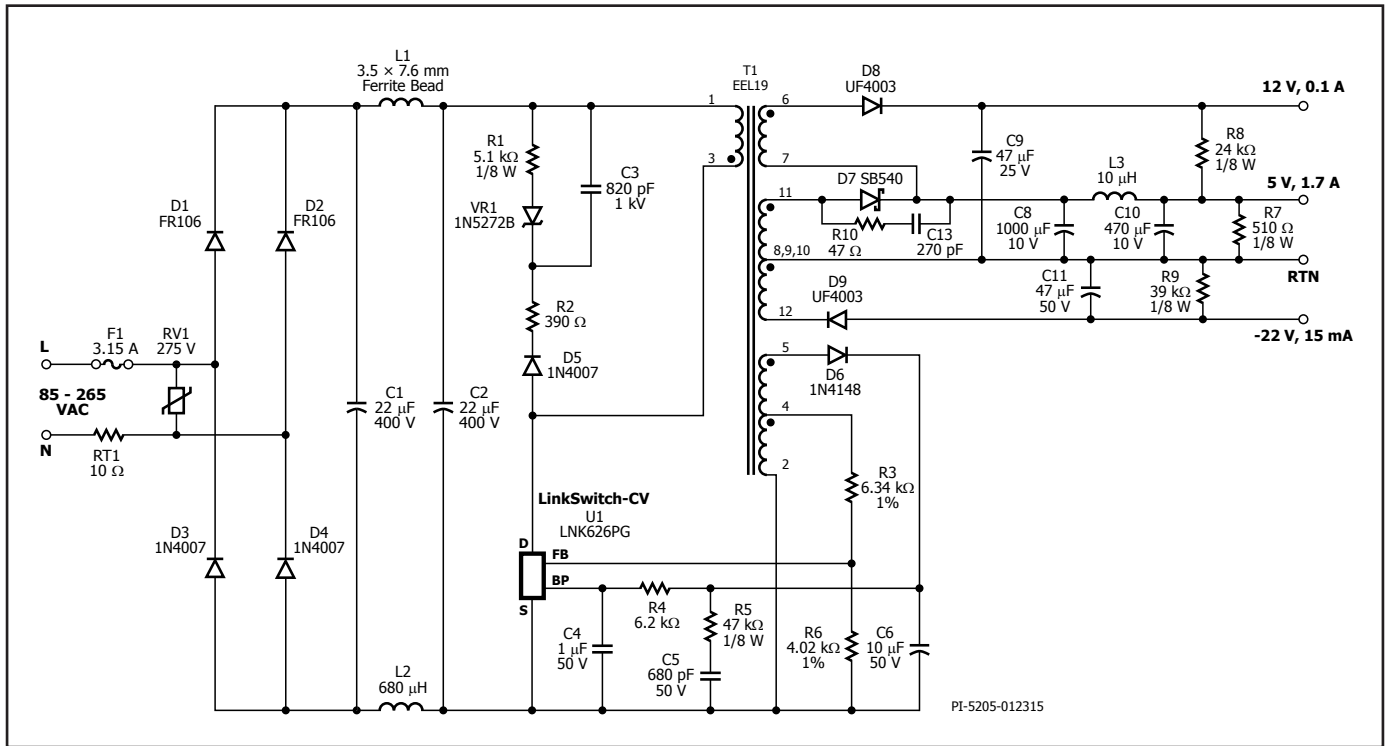 L1
3.5 × 7.6 mm
Ferrite Bead
T1
EEL19
1
3
6
7
11
8,9,10
12
5
4
2
D8
UF4003
12 V, 0.1 A
R1
5.1 kΩ
1/8 W
C3
820 pF
1 kV
VR1
1N5272B
C9
47 μF
25 V
R8
24 kΩ
1/8 W
L3
10 μH
D7 SB540
5 V, 1.7 A
D1
FR106
D2
FR106
R10
47 Ω
C13
270 pF
C8
1000 μF
10 V
C10
470 μF
10 V
R7
510 Ω
1/8 W
RTN
R2
390 Ω
D9
UF4003
C11
47 μF
50 V
R9
39 kΩ
1/8 W
-22 V, 15 mA
F1
3.15 A
RV1
275 V
L
85 - 265
VAC
N
RT1
10 Ω
D5
1N4007
D6
1N4148
C1
22 μF
400 V
C2
22 μF
400 V
R3
6.34 kΩ
1%
LinkSwitch-CV
U1
LNK626PG
D
FB
BP
S
D3
1N4007
D4
1N4007
R4
6.2 kΩ
R5
47 kΩ
1/8 W
C4
1 μF
50 V
C5
680 pF
50 V
R6
4.02 kΩ
1%
C6
10 μF
50 V
L2
680 μH
PI-5205-012315